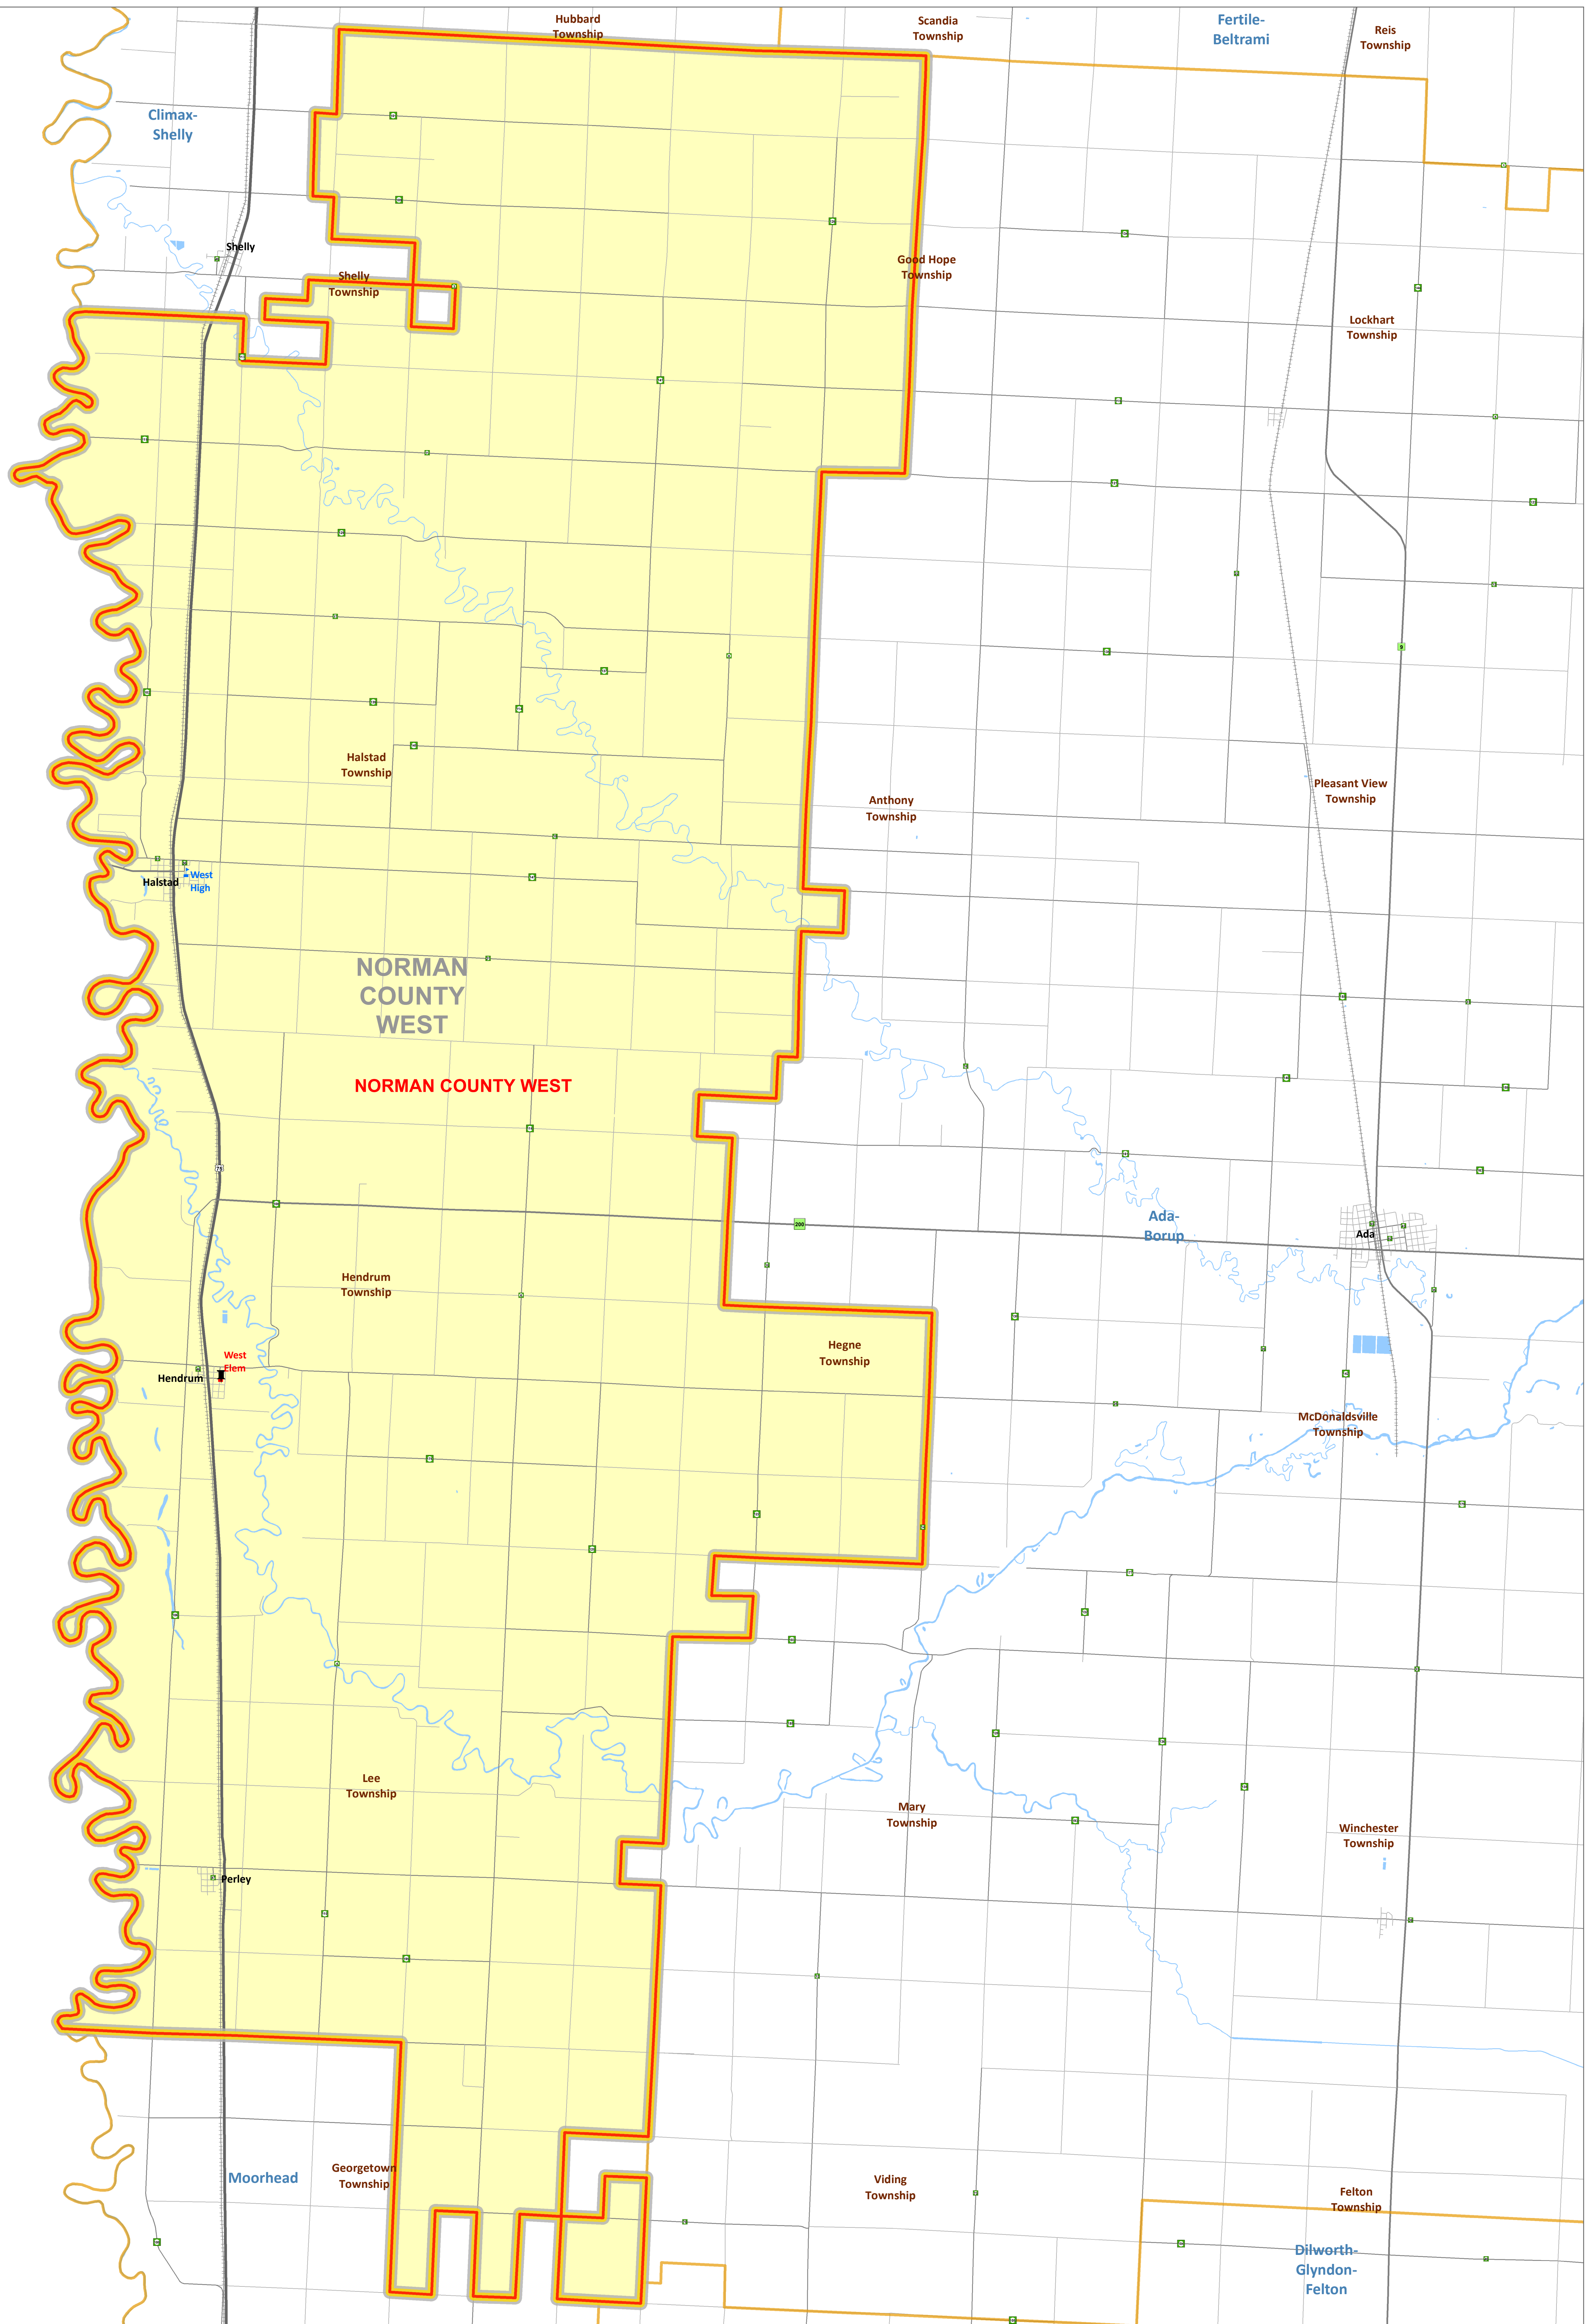 Hubbard
Township
Scandia
Township
Fertile-
Beltrami
Reis
Township
Climax-
Shelly
Shelly
Shelly
Township
Good Hope
Township
Lockhart
Township
9
Halstad
Township
Anthony
Township
Pleasant View
Township
Halstad
West
High
NORMAN
COUNTY
WEST
NORMAN COUNTY WEST
75
200
Ada-
Borup
Ada
Hendrum
Township
Hegne
Township
West
Elem
Hendrum
McDonaldsville
Township
Lee
Township
Mary
Township
Winchester
Township
Perley
Moorhead
Georgetown
Township
Viding
Township
Felton
Township
Dilworth-
Glyndon-
Felton